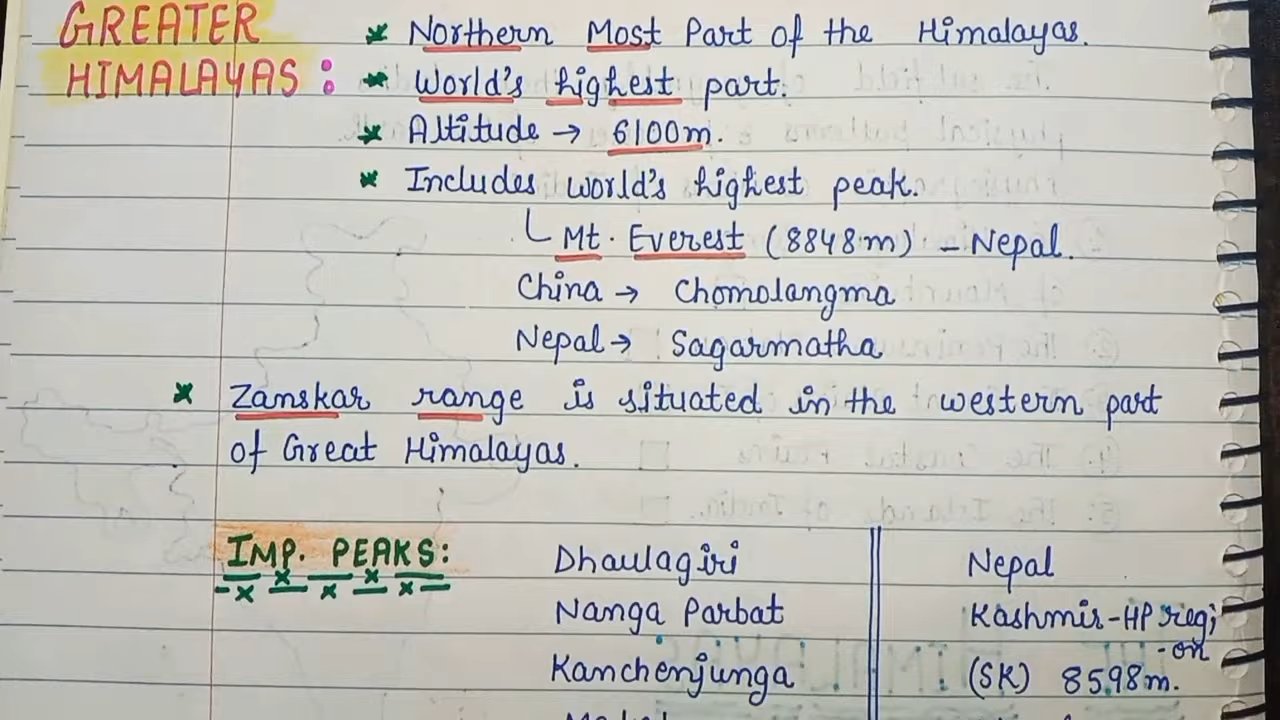 GREATER
HIMALAYAS :
* Northern Most Part of the Himalayas.
* World's highest part.
* Altitude → 6100m.
* Includes world's highest peak.
Mt. Everest (8848m) - Nepal.
China → Chomolangma
Nepal → Sagarmatha
* Zanskar range is situated in the western part
of Great Himalayas.
IMP. PEAKS:
Dhaulagiri Nepal
Nanga Parbat Kashmir-HP regi
-on
Kanchenjunga (SK) 8598m.